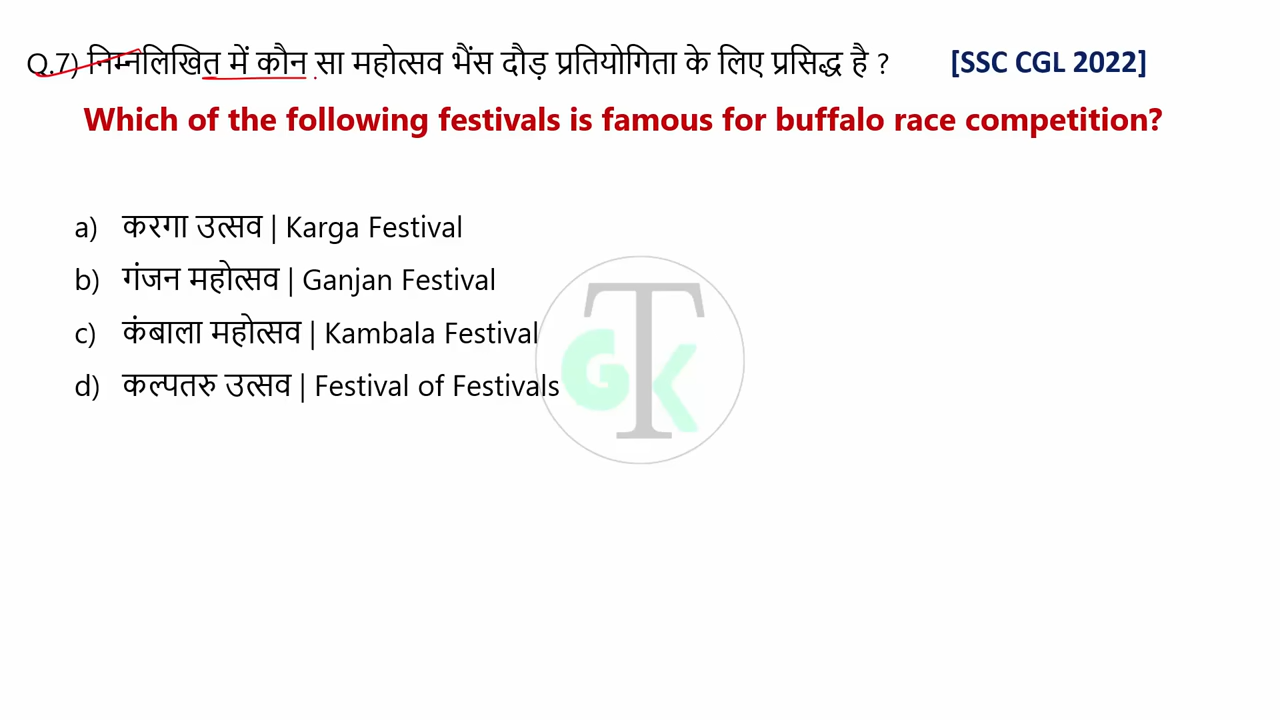 Q.7) निम्नलिखित में कौन सा महोत्सव भैंस दौड़ प्रतियोगिता के लिए प्रसिद्ध है ? [SSC CGL 2022]
Which of the following festivals is famous for buffalo race competition?
a) करगा उत्सव | Karga Festival
b) गंजन महोत्सव | Ganjan Festival
c) कंबाला महोत्सव | Kambala Festival
d) कल्पतरु उत्सव | Festival of Festivals
T
GK